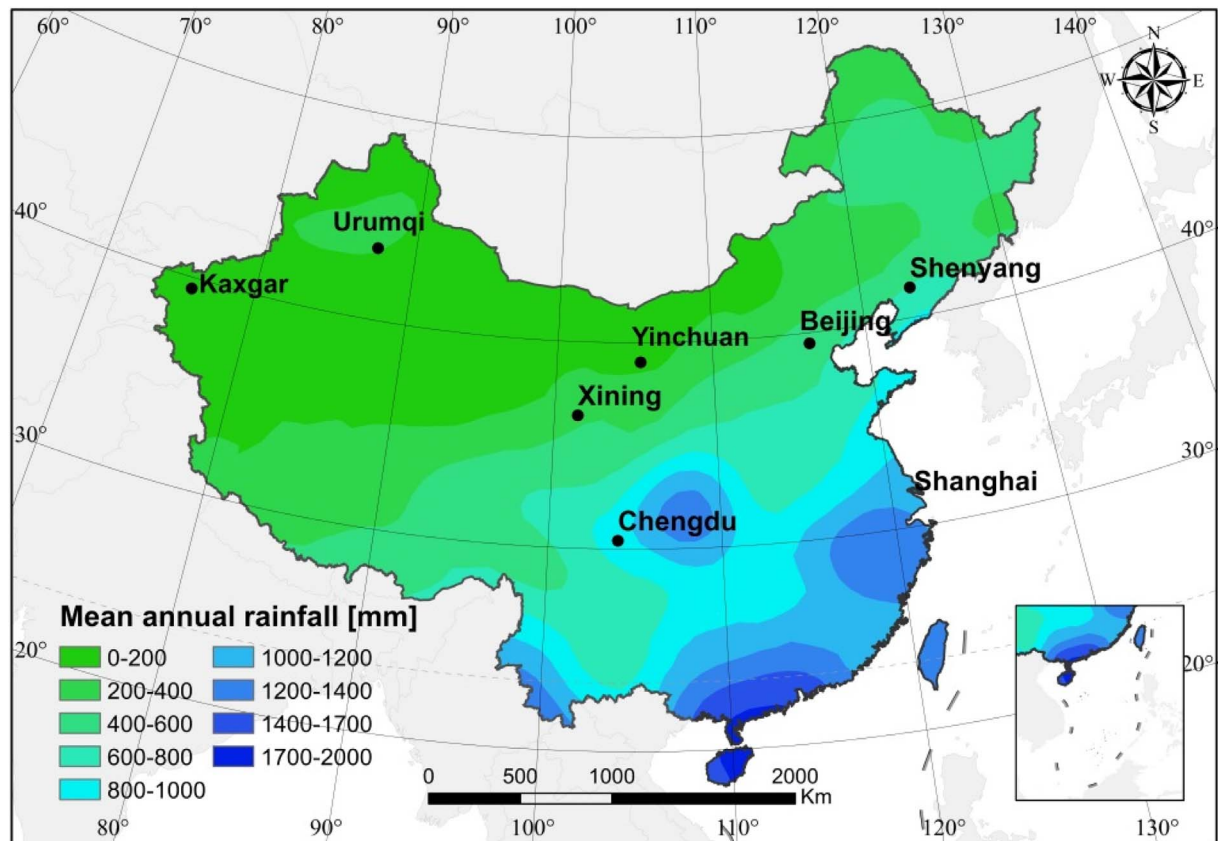 60° 70° 80° 90° 100° 110° 120° 130° 140°
N
W E
S
40° 40°
Urumqi
Kaxgar
Shenyang
Beijing
Yinchuan
Xining
30° 30°
Shanghai
Chengdu
Mean annual rainfall [mm]
0-200 1000-1200
200-400 1200-1400
400-600 1400-1700
600-800 1700-2000
800-1000
20° 20°
0 500 1000 2000
Km
80° 90° 100° 110° 120° 130°